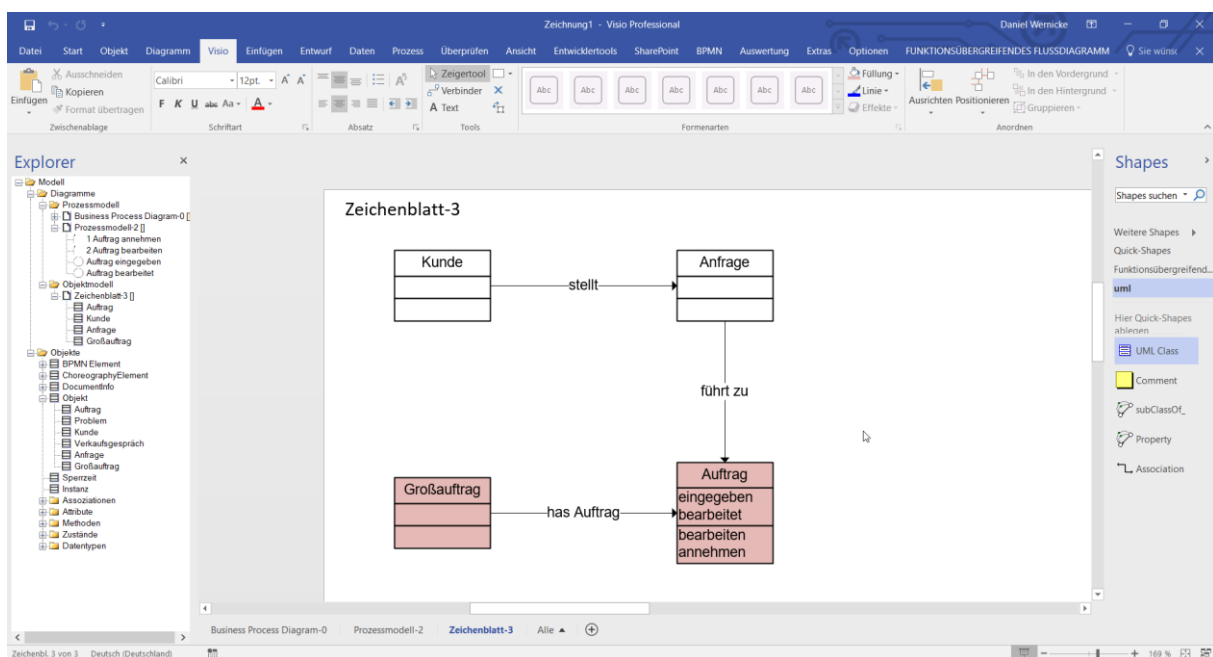 Zeichnung1 - Visio Professional
Daniel Wernicke
Datei Start Objekt Diagramm Visio Einfügen Entwurf Daten Prozess Überprüfen Ansicht Entwicklertools SharePoint BPMN Auswertung Extras Optionen FUNKTIONSÜBERGREIFENDES FLUSSDIAGRAMM Sie wüns
Einfügen
Ausschneiden
Kopieren
Format übertragen
Zwischenablage
Calibri 12pt. A A
F K U abc Aa A
Schriftart
A
Absatz
Zeigertool
Verbinder
A Text
Tools
Abc Abc Abc Abc Abc Abc Abc
Formenarten
Füllung
Linie
Effekte
Ausrichten Positionieren
In den Vordergrund
In den Hintergrund
Gruppieren
Anordnen
Explorer
Modell
Diagramme
Prozessmodell
Business Process Diagram-0 [
Prozessmodell-2 []
1 Auftrag annehmen
2 Auftrag bearbeiten
Auftrag eingegeben
Auftrag bearbeitet
Objektmodell
Zeichenblatt-3 []
Auftrag
Kunde
Anfrage
Großauftrag
Objekte
BPMN Element
ChoreographyElement
DocumentInfo
Objekt
Auftrag
Problem
Kunde
Verkaufsgespräch
Anfrage
Großauftrag
Sperrzeit
Instanz
Assoziationen
Attribute
Methoden
Zustände
Datentypen
Zeichenblatt-3
Kunde
stellt
Anfrage
führt zu
Großauftrag
has Auftrag
Auftrag
eingegeben
bearbeitet
bearbeiten
annehmen
Shapes
Shapes suchen
Weitere Shapes
Quick-Shapes
Funktionsübergreifend...
uml
Hier Quick-Shapes
ablegen
UML Class
Comment
subClassOf_
Property
Association
Business Process Diagram-0 Prozessmodell-2 Zeichenblatt-3 Alle
Zeichenbl. 3 von 3 Deutsch (Deutschland)
169 %